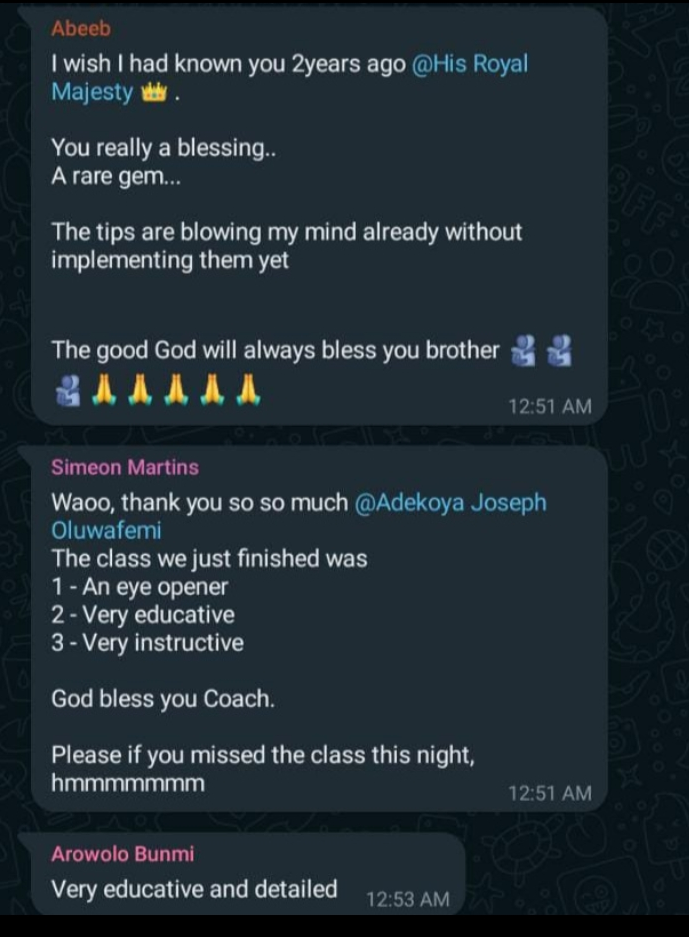 Abeeb
I wish I had known you 2years ago @His Royal
Majesty 👑 .
You really a blessing..
A rare gem...
The tips are blowing my mind already without
implementing them yet
The good God will always bless you brother 🫂 🫂
🫂 🙏 🙏 🙏 🙏 🙏
12:51 AM
Simeon Martins
Waoo, thank you so so much @Adekoya Joseph
Oluwafemi
The class we just finished was
1 - An eye opener
2 - Very educative
3 - Very instructive
God bless you Coach.
Please if you missed the class this night,
hmmmmmmm
12:51 AM
Arowolo Bunmi
Very educative and detailed
12:53 AM